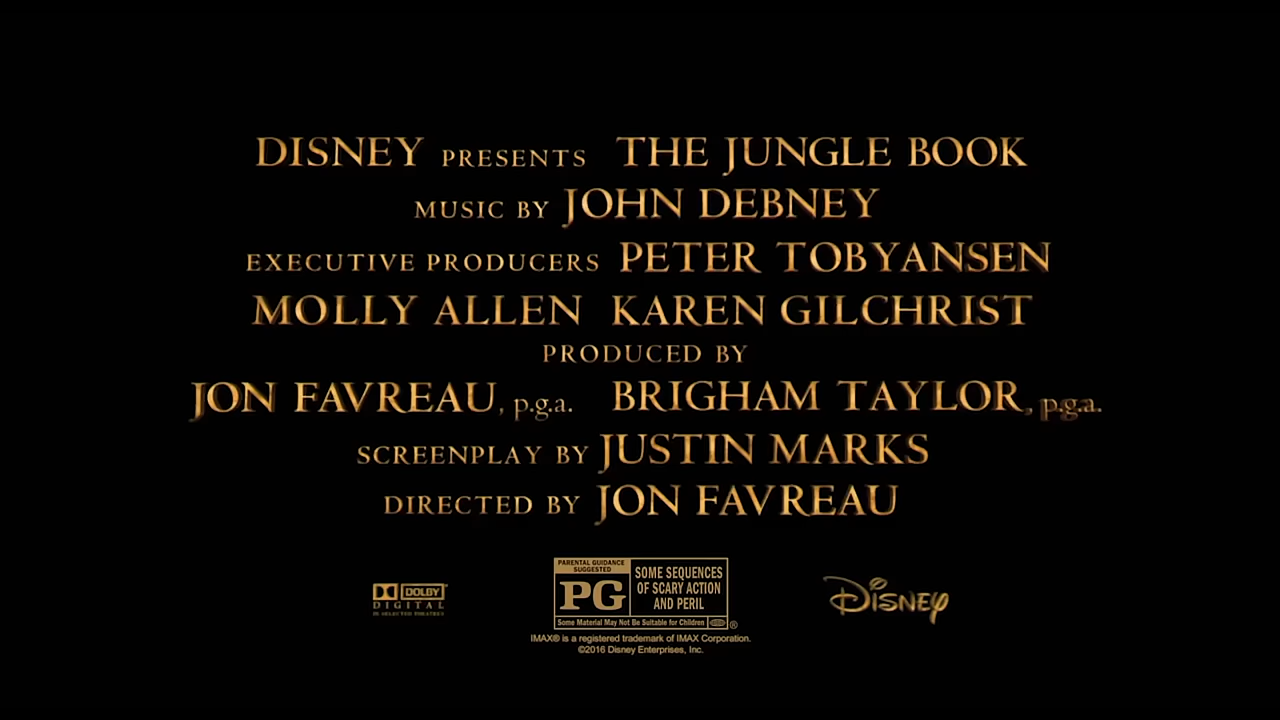 DISNEY PRESENTS THE JUNGLE BOOK
MUSIC BY JOHN DEBNEY
EXECUTIVE PRODUCERS PETER TOBYANSEN
MOLLY ALLEN KAREN GILCHRIST
PRODUCED BY
JON FAVREAU, p.g.a. BRIGHAM TAYLOR, p.g.a.
SCREENPLAY BY JUSTIN MARKS
DIRECTED BY JON FAVREAU
DOLBY
DIGITAL
IN SELECTED THEATRES
PARENTAL GUIDANCE
SUGGESTED
PG
SOME SEQUENCES
OF SCARY ACTION
AND PERIL
Some Material May Not Be Suitable for Children
®
DISNEY
IMAX® is a registered trademark of IMAX Corporation.
©2016 Disney Enterprises, Inc.